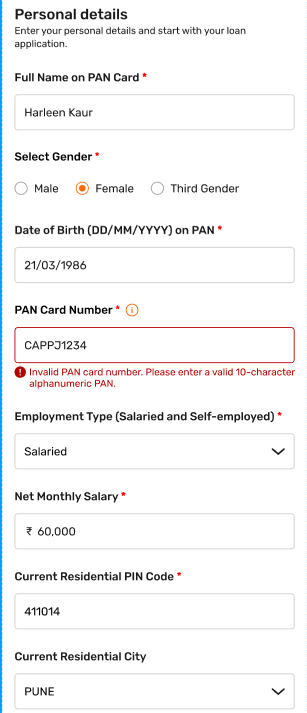 Personal details
Enter your personal details and start with your loan
application.
Full Name on PAN Card *
Harleen Kaur
Select Gender *
Male Female Third Gender
Date of Birth (DD/MM/YYYY) on PAN *
21/03/1986
PAN Card Number * i
CAPPJ1234
! Invalid PAN card number. Please enter a valid 10-character
alphanumeric PAN.
Employment Type (Salaried and Self-employed) *
Salaried
Net Monthly Salary *
₹ 60,000
Current Residential PIN Code *
411014
Current Residential City
PUNE